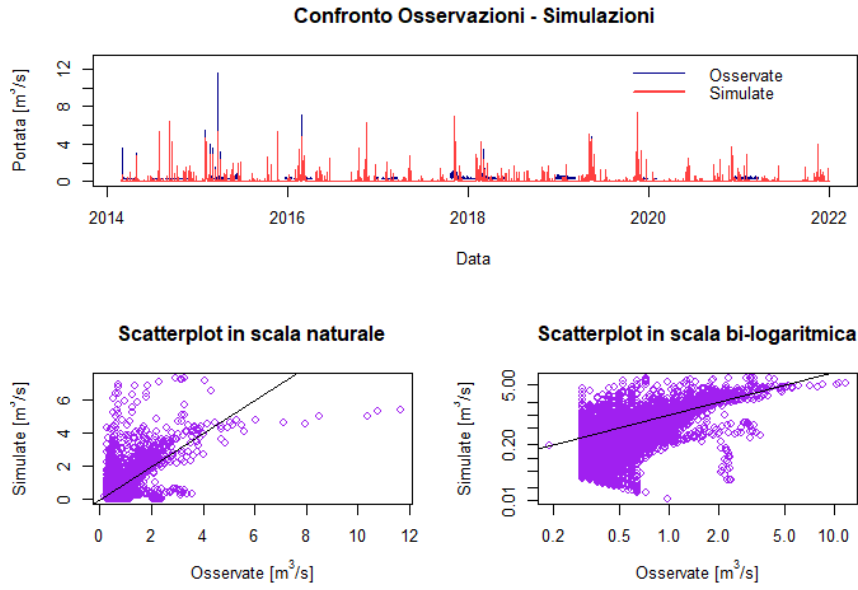 Confronto Osservazioni - Simulazioni
Portata [m³/s]
12
8
4
0
Osservate
Simulate
2014 2016 2018 2020 2022
Data
Scatterplot in scala naturale
Simulate [m³/s]
6
4
2
0
0 2 4 6 8 10 12
Osservate [m³/s]
Scatterplot in scala bi-logaritmica
Simulate [m³/s]
5.00
0.20
0.01
0.2 0.5 1.0 2.0 5.0 10.0
Osservate [m³/s]